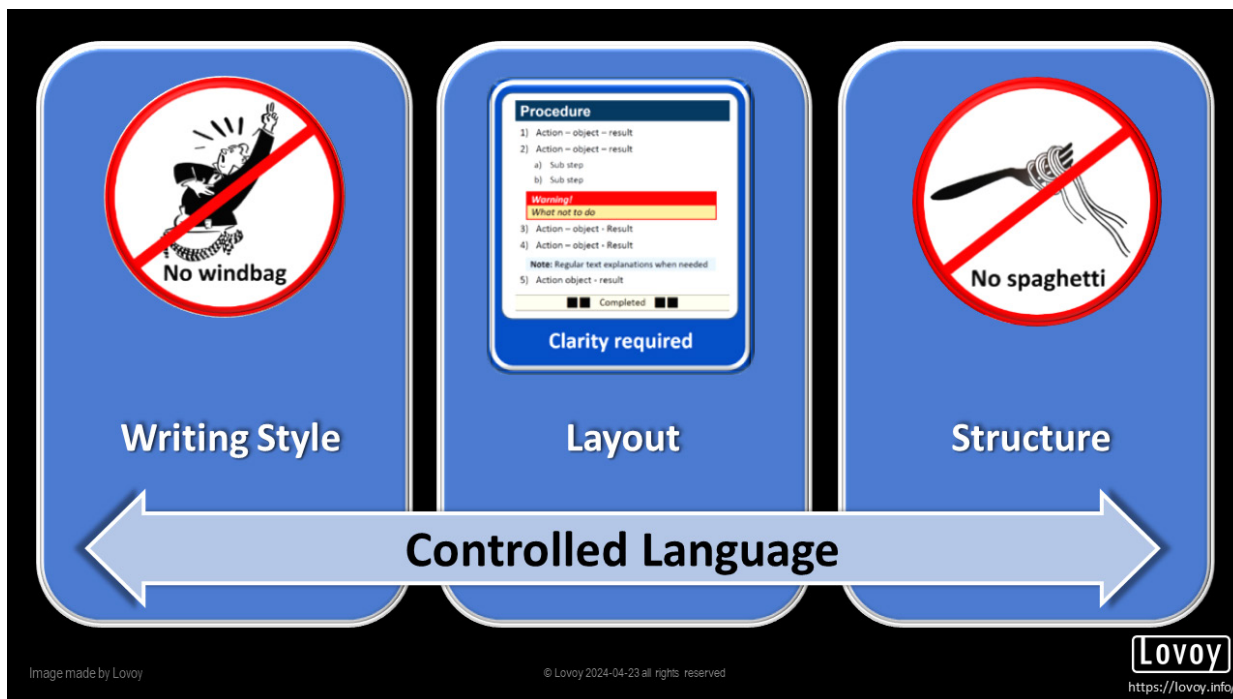 No windbag
Writing Style
Procedure
1) Action – object – result
2) Action – object – result
a) Sub step
b) Sub step
Warning!
What not to do
3) Action – object - Result
4) Action – object - Result
Note: Regular text explanations when needed
5) Action object - result
Completed
Clarity required
Layout
No spaghetti
Structure
Controlled Language
Image made by Lovoy
© Lovoy 2024-04-23 all rights reserved
Lovoy
https://lovoy.info/